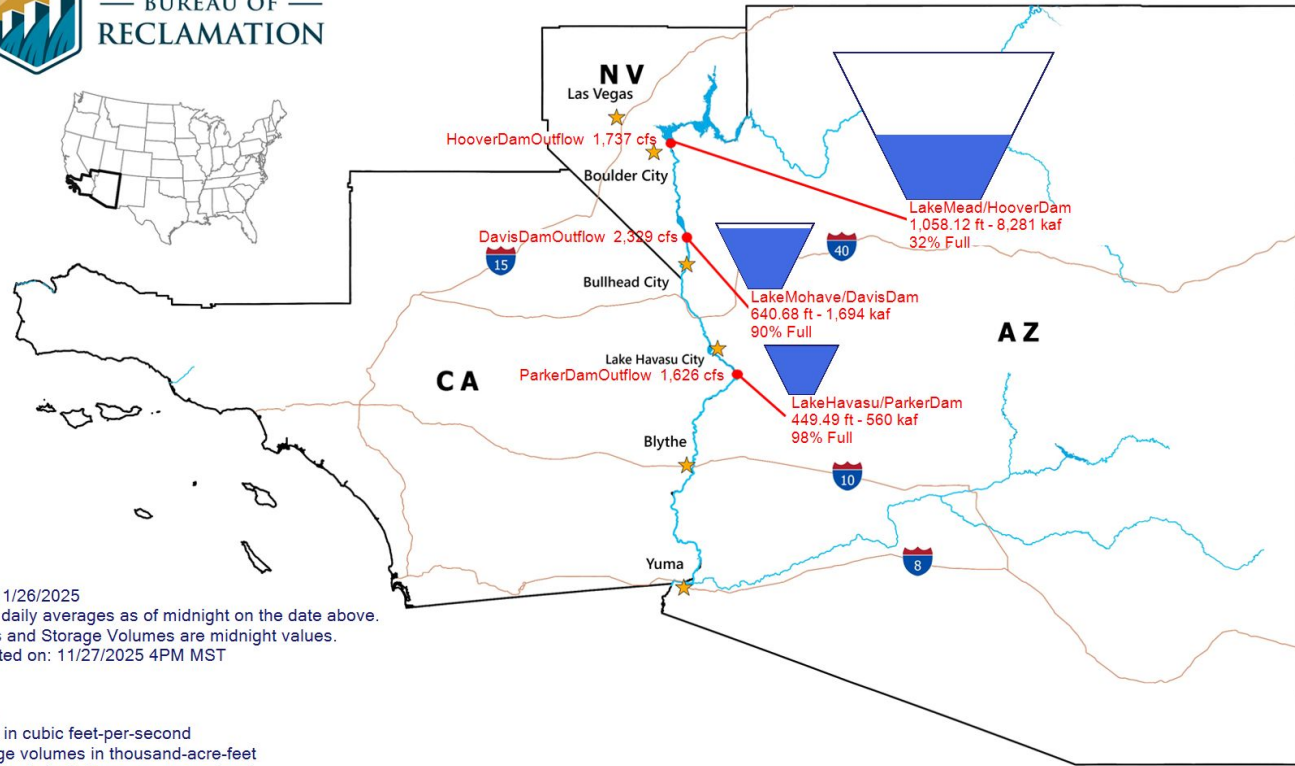 BUREAU OF
RECLAMATION
NV
Las Vegas
HooverDamOutflow 1,737 cfs
Boulder City
LakeMead/HooverDam
1,058.12 ft - 8,281 kaf
32% Full
DavisDamOutflow 2,329 cfs
15
40
Bullhead City
LakeMohave/DavisDam
640.68 ft - 1,694 kaf
90% Full
AZ
Lake Havasu City
CA
ParkerDamOutflow 1,626 cfs
LakeHavasu/ParkerDam
449.49 ft - 560 kaf
98% Full
Blythe
10
Yuma
8
1/26/2025
daily averages as of midnight on the date above.
s and Storage Volumes are midnight values.
ted on: 11/27/2025 4PM MST
in cubic feet-per-second
ge volumes in thousand-acre-feet